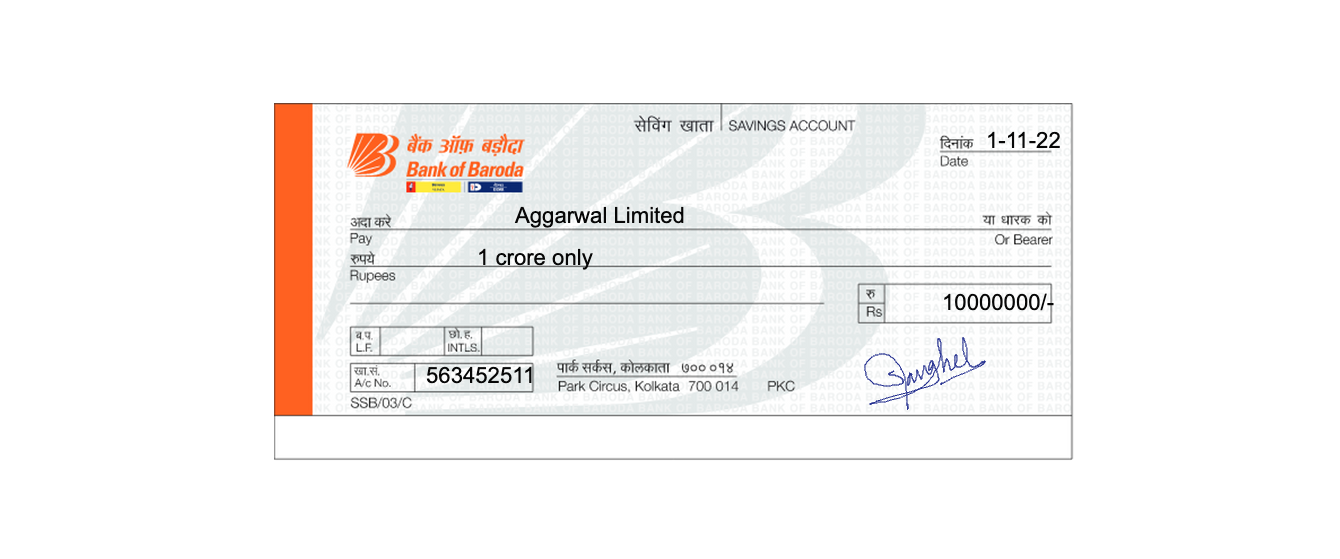 सेविंग खाता | SAVINGS ACCOUNT
दिनांक 1-11-22
Date
बैंक ऑफ़ बड़ौदा
Bank of Baroda
अदा करे Aggarwal Limited या धारक को
Pay Or Bearer
रुपये 1 crore only
Rupees
रु
Rs 10000000/-
ब.प. छो.ह.
L.F. INTLS.
खा.सं.
A/c No. 563452511
पार्क सर्कस, कोलकाता ७०० ०१४
Park Circus, Kolkata 700 014 PKC
SSB/03/C